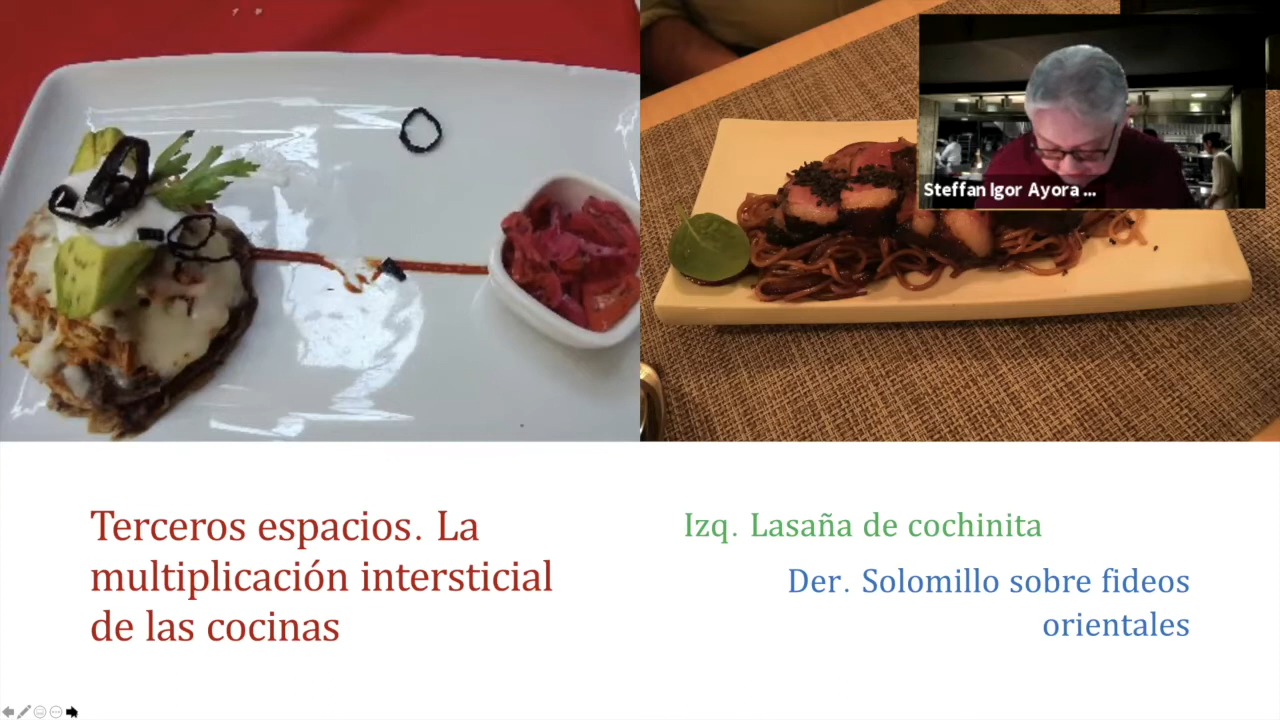 Steffan Igor Ayora ...
Terceros espacios. La
multiplicación intersticial
de las cocinas
Izq. Lasaña de cochinita
Der. Solomillo sobre fideos
orientales